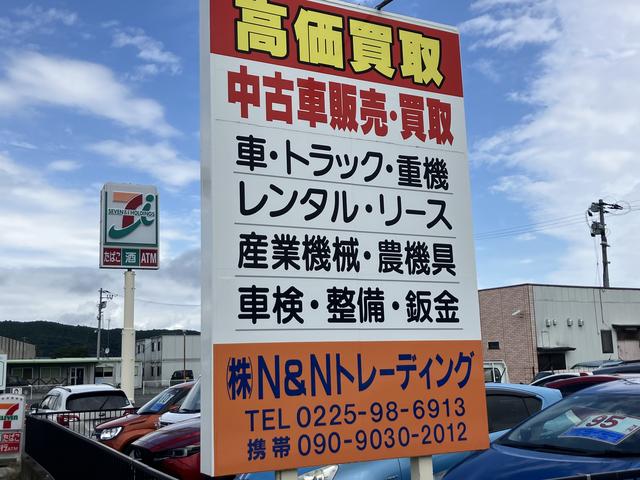 高価買取
中古車販売・買取
車・トラック・重機
レンタル・リース
産業機械・農機具
車検・整備・鈑金
㈱N&Nトレーディング
TEL 0225-98-6913
携帯 090-9030-2012
SEVEN&I HOLDINGS
たばこ 酒 ATM
95